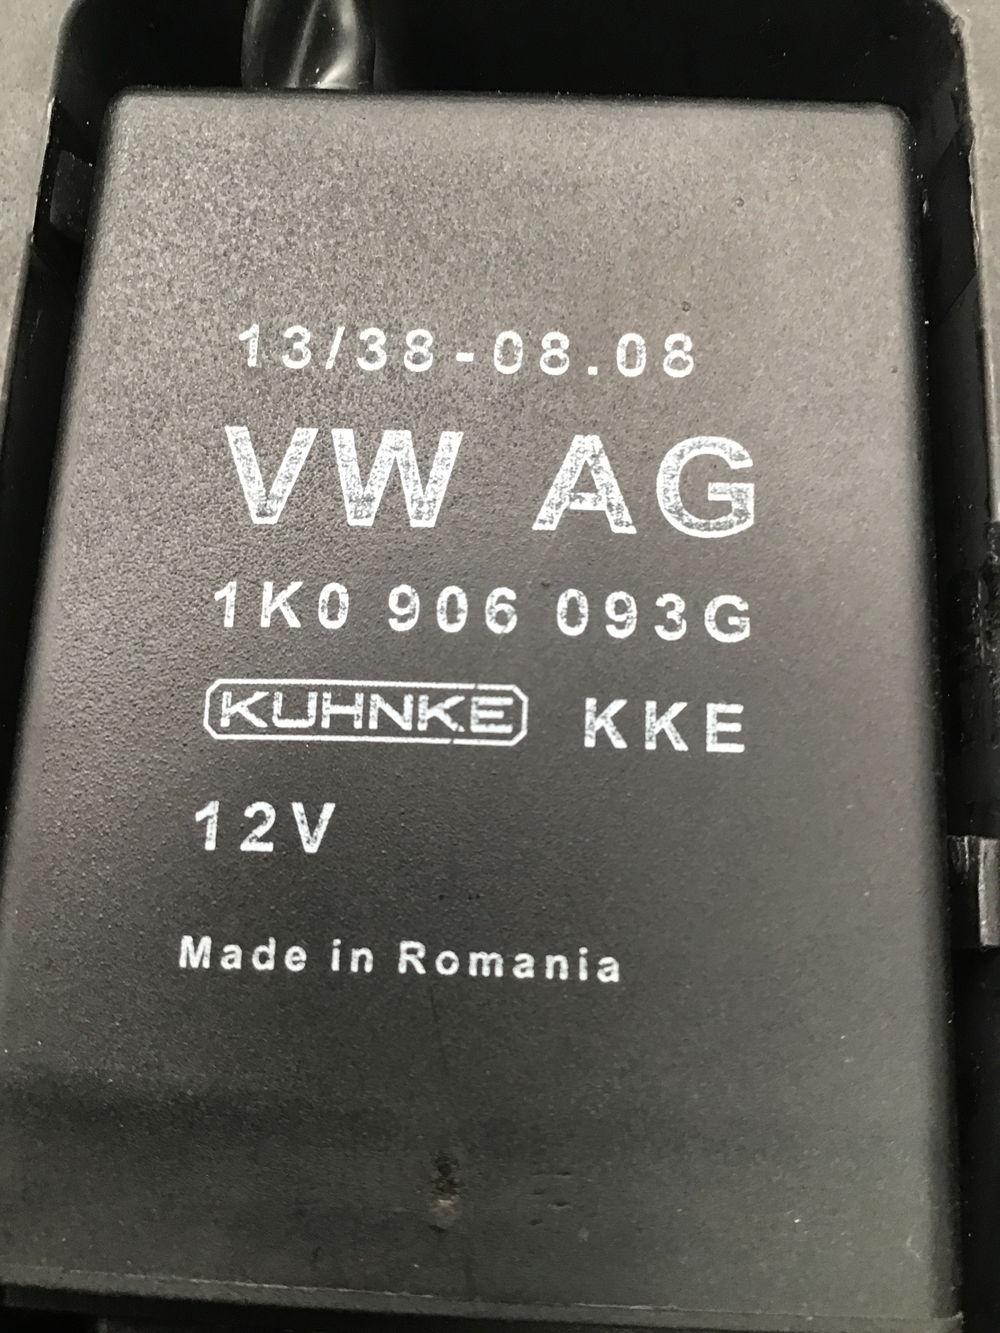 13/38-08.08
VW AG
1K0 906 093G
KUHNKE KKE
12V
Made in Romania